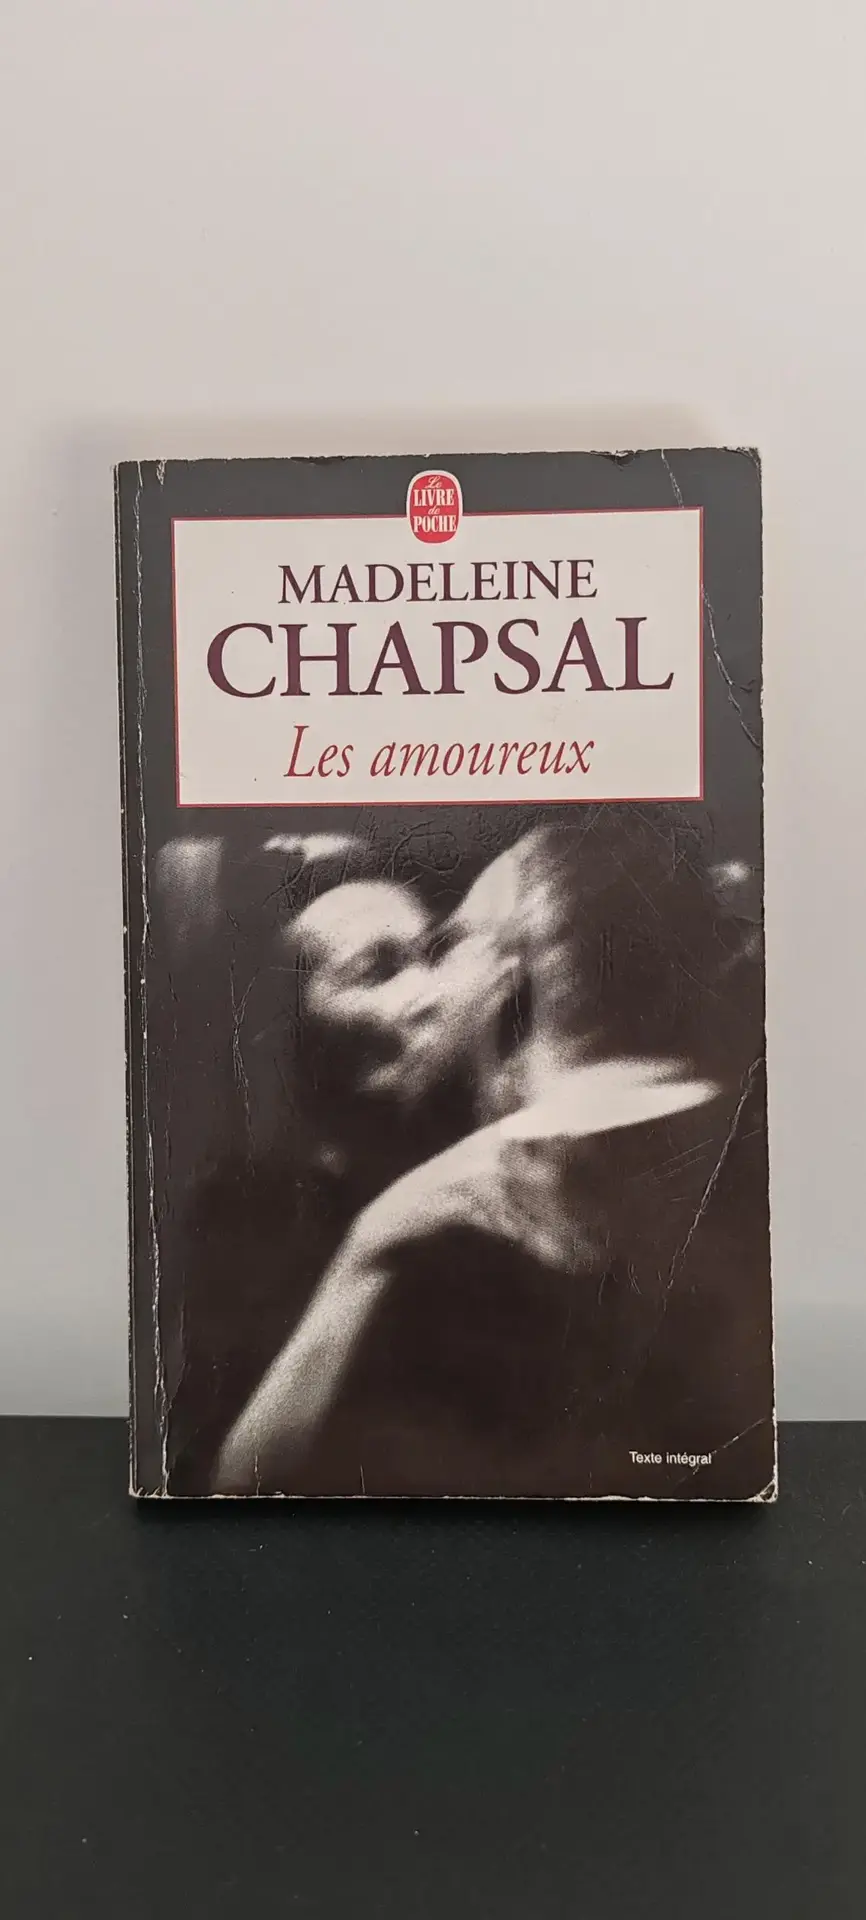 Le
LIVRE
de
POCHE
MADELEINE
CHAPSAL
Les amoureux
Texte intégral